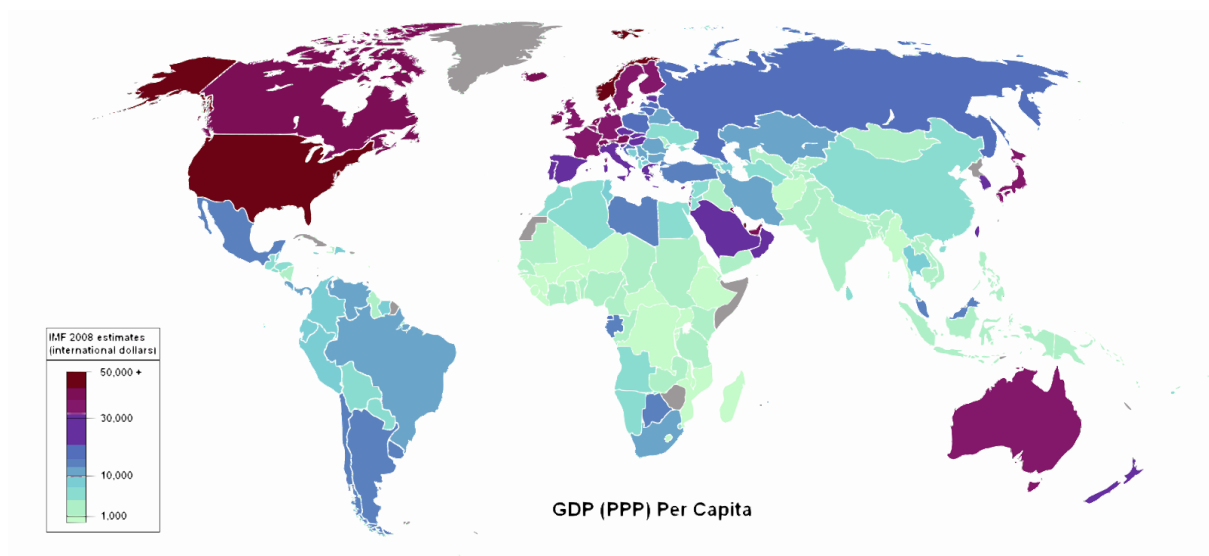 IMF 2008 estimates
(international dollars)
50,000 +
30,000
10,000
1,000
GDP (PPP) Per Capita